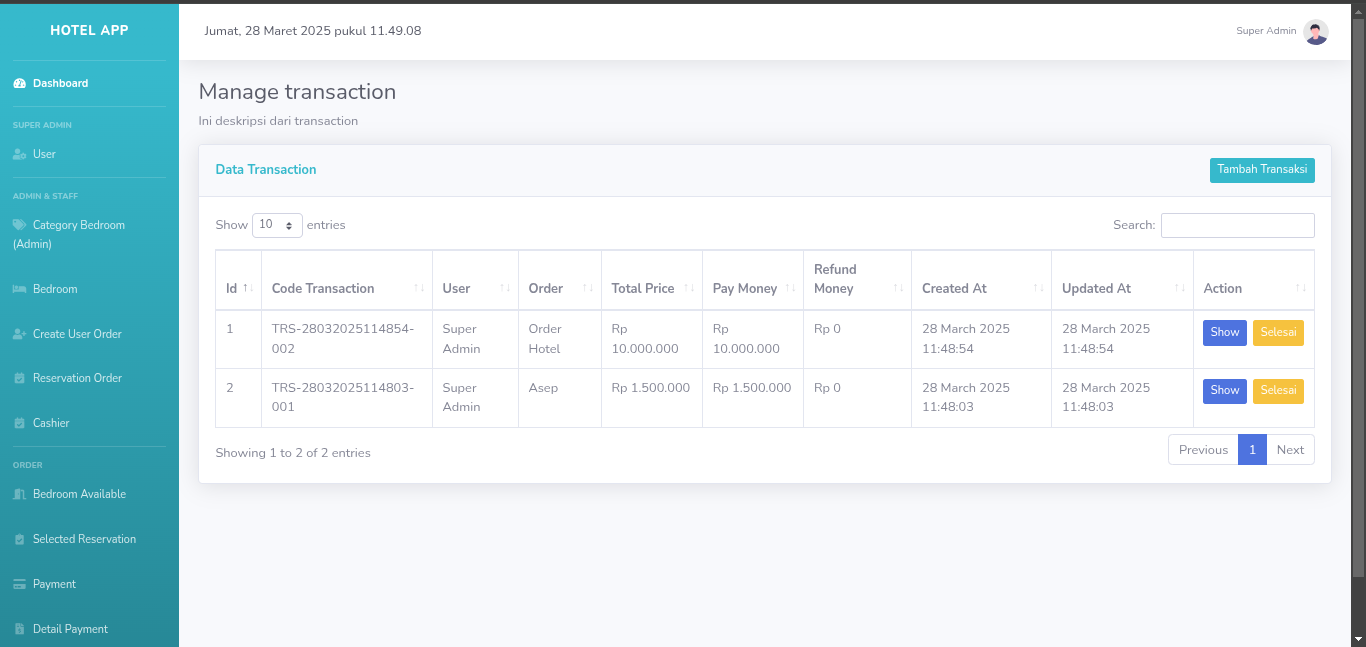 HOTEL APP
Dashboard
SUPER ADMIN
User
ADMIN & STAFF
Category Bedroom
(Admin)
Bedroom
Create User Order
Reservation Order
Cashier
ORDER
Bedroom Available
Selected Reservation
Payment
Detail Payment
Jumat, 28 Maret 2025 pukul 11.49.08
Super Admin
Manage transaction
Ini deskripsi dari transaction
Data Transaction
Tambah Transaksi
Show 10 entries
Search:
Id Code Transaction User Order Total Price Pay Money Refund Money Created At Updated At Action
1 TRS-28032025114854-002 Super Admin Order Hotel Rp 10.000.000 Rp 10.000.000 Rp 0 28 March 2025 11:48:54 28 March 2025 11:48:54 Show Selesai
2 TRS-28032025114803-001 Super Admin Asep Rp 1.500.000 Rp 1.500.000 Rp 0 28 March 2025 11:48:03 28 March 2025 11:48:03 Show Selesai
Showing 1 to 2 of 2 entries
Previous 1 Next